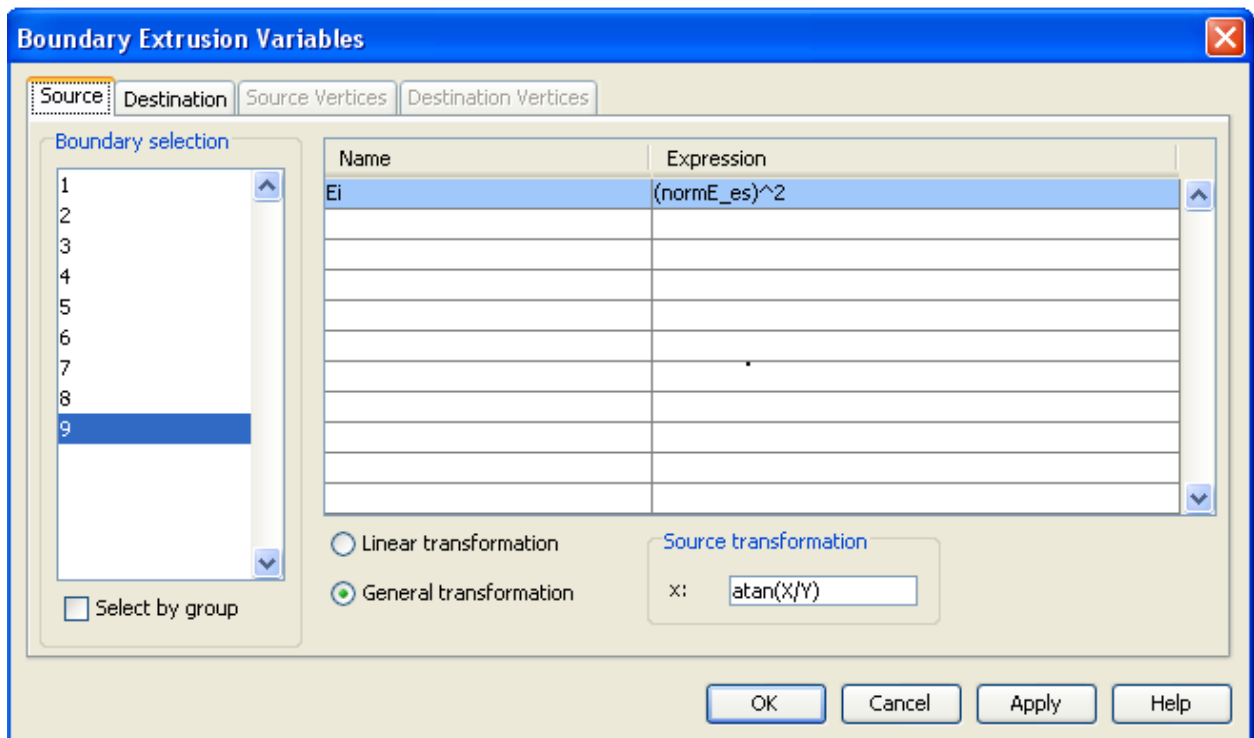 Boundary Extrusion Variables
Source Destination Source Vertices Destination Vertices
Boundary selection
Name Expression
1
Ei (normE_es)^2
2
3
4
5
6
7
8
9
Linear transformation
Source transformation
General transformation
x: atan(X/Y)
Select by group
OK Cancel Apply Help